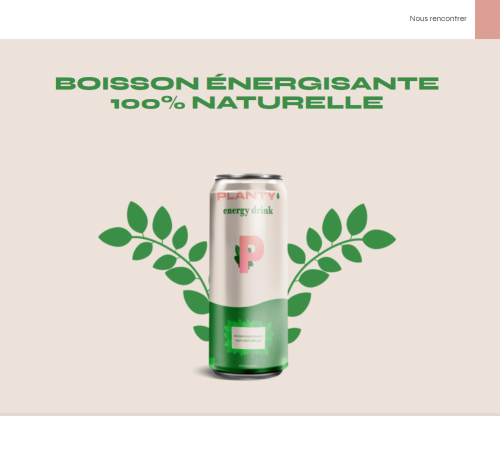 Nous rencontrer
BOISSON ÉNERGISANTE
100% NATURELLE
PLANTY
energy drink
P